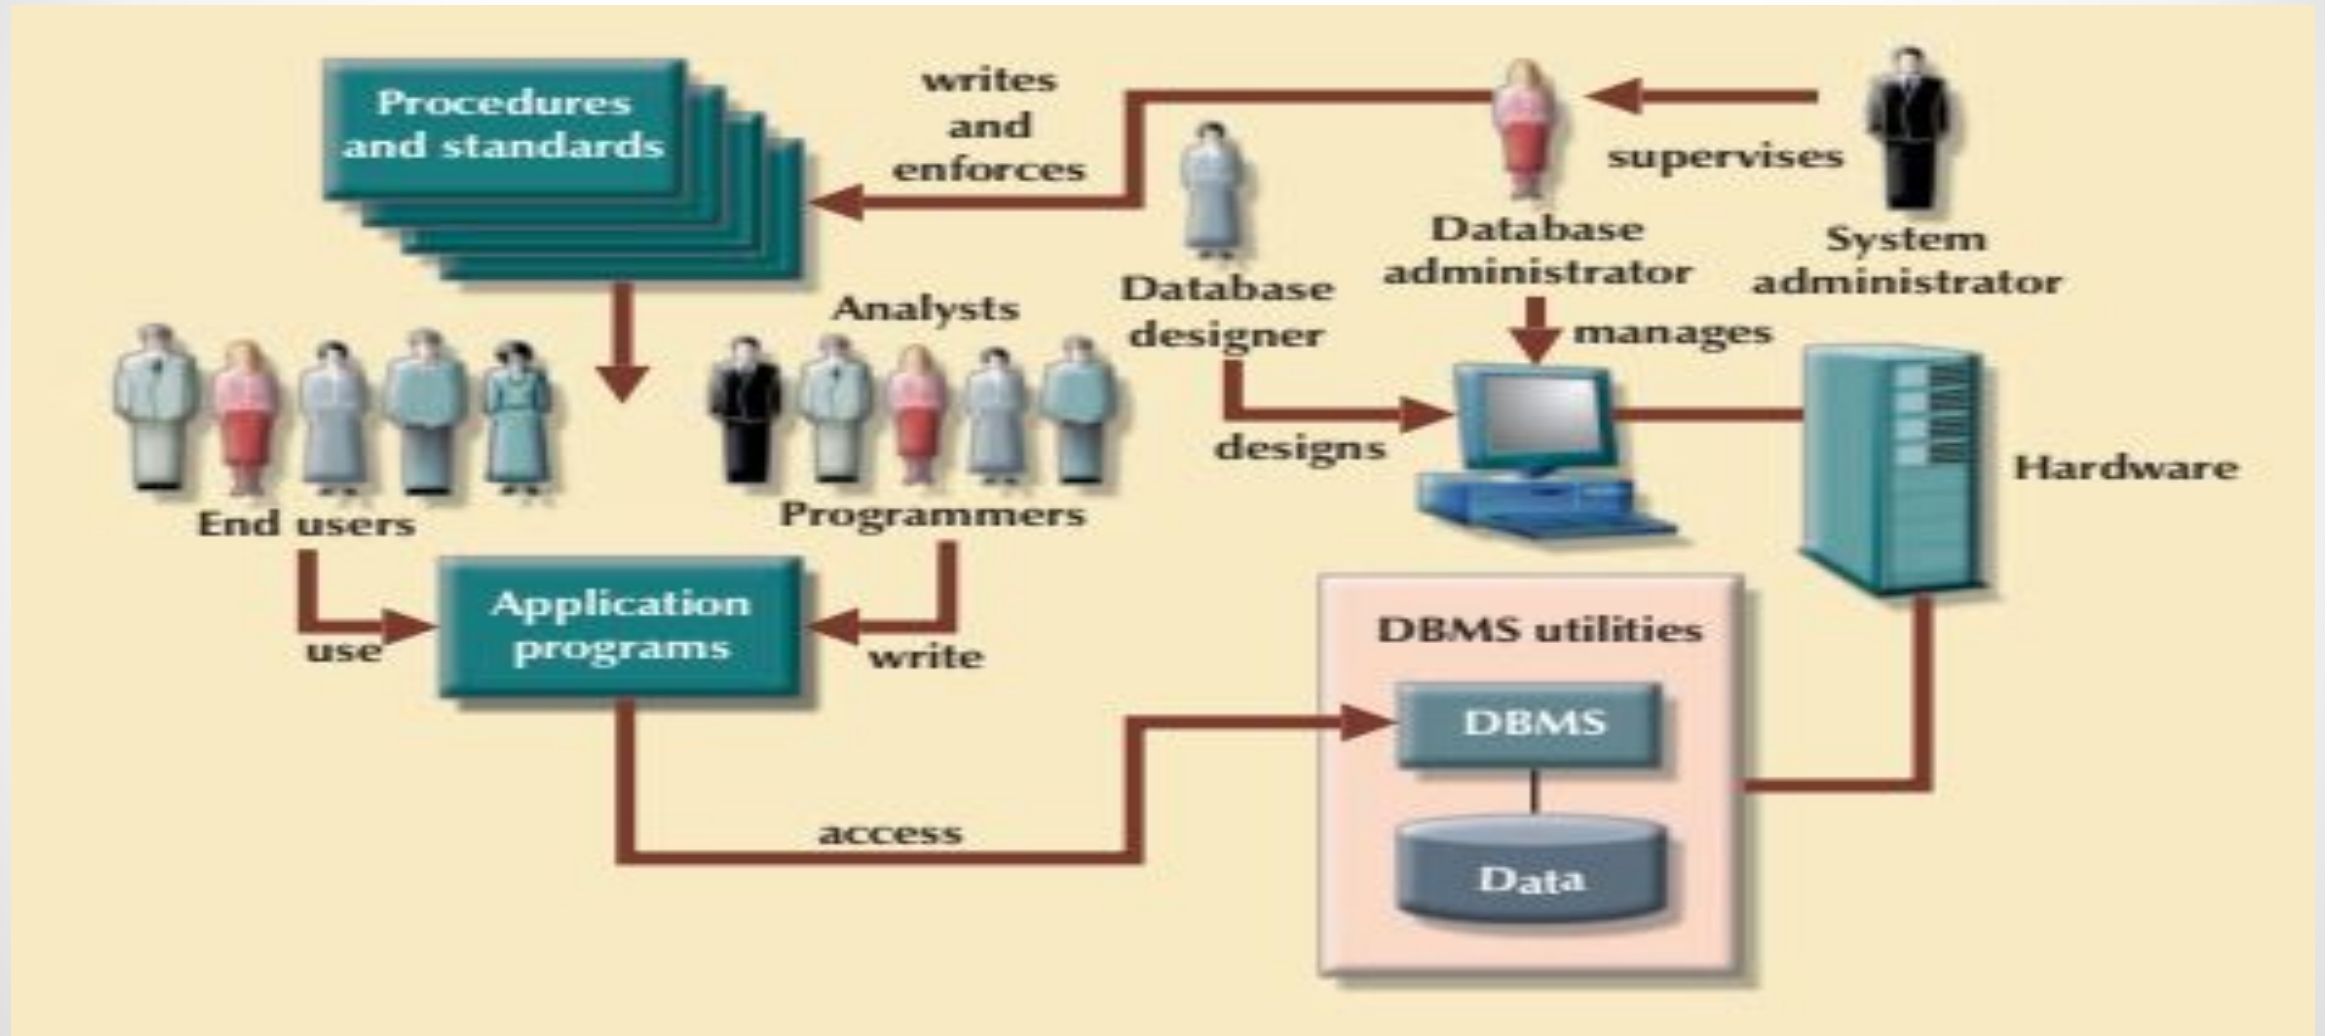 Procedures
and standards
writes
and
enforces
supervises
Database
administrator
System
administrator
Analysts
Database
designer
manages
designs
Hardware
End users
Programmers
Application
programs
use
write
DBMS utilities
DBMS
access
Data